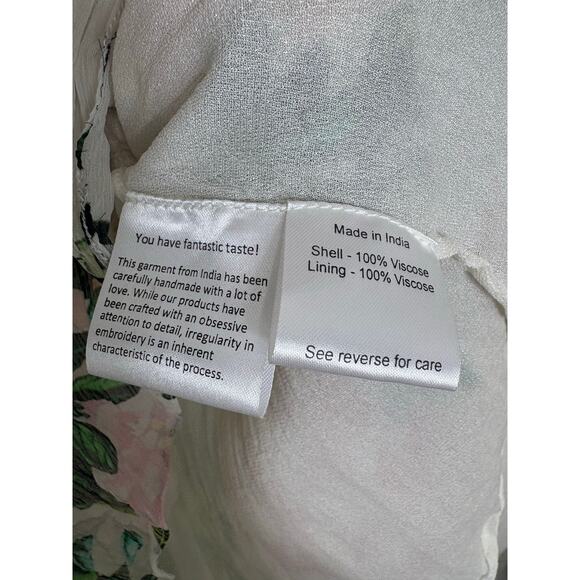 You have fantastic taste!
This garment from India has been
carefully handmade with a lot of
love. While our products have
been crafted with an obsessive
attention to detail, irregularity in
embroidery is an inherent
characteristic of the process.
Made in India
Shell - 100% Viscose
Lining - 100% Viscose
See reverse for care